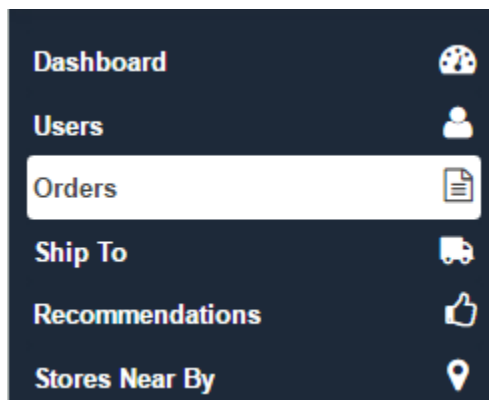 Dashboard
Users
Orders
Ship To
Recommendations
Stores Near By